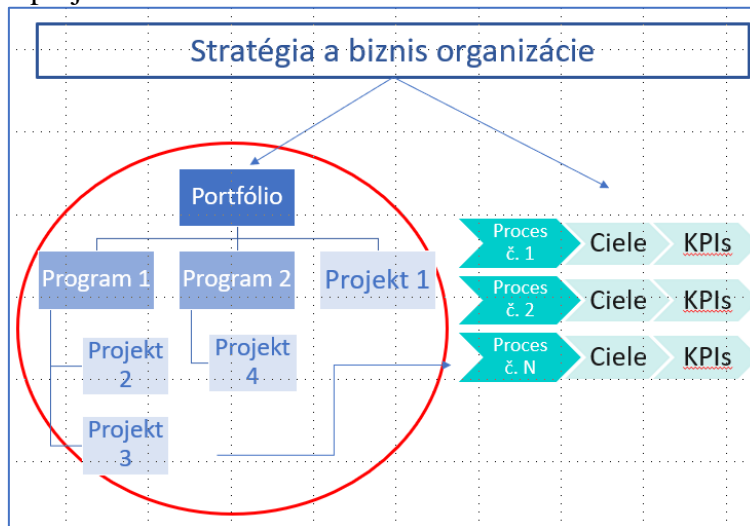 Stratégia a biznis organizácie
Portfólio
Program 1
Program 2
Projekt 1
Projekt
2
Projekt
4
Projekt
3
Proces
č. 1
Ciele
KPIs
Proces
č. 2
Ciele
KPIs
Proces
č. N
Ciele
KPIs